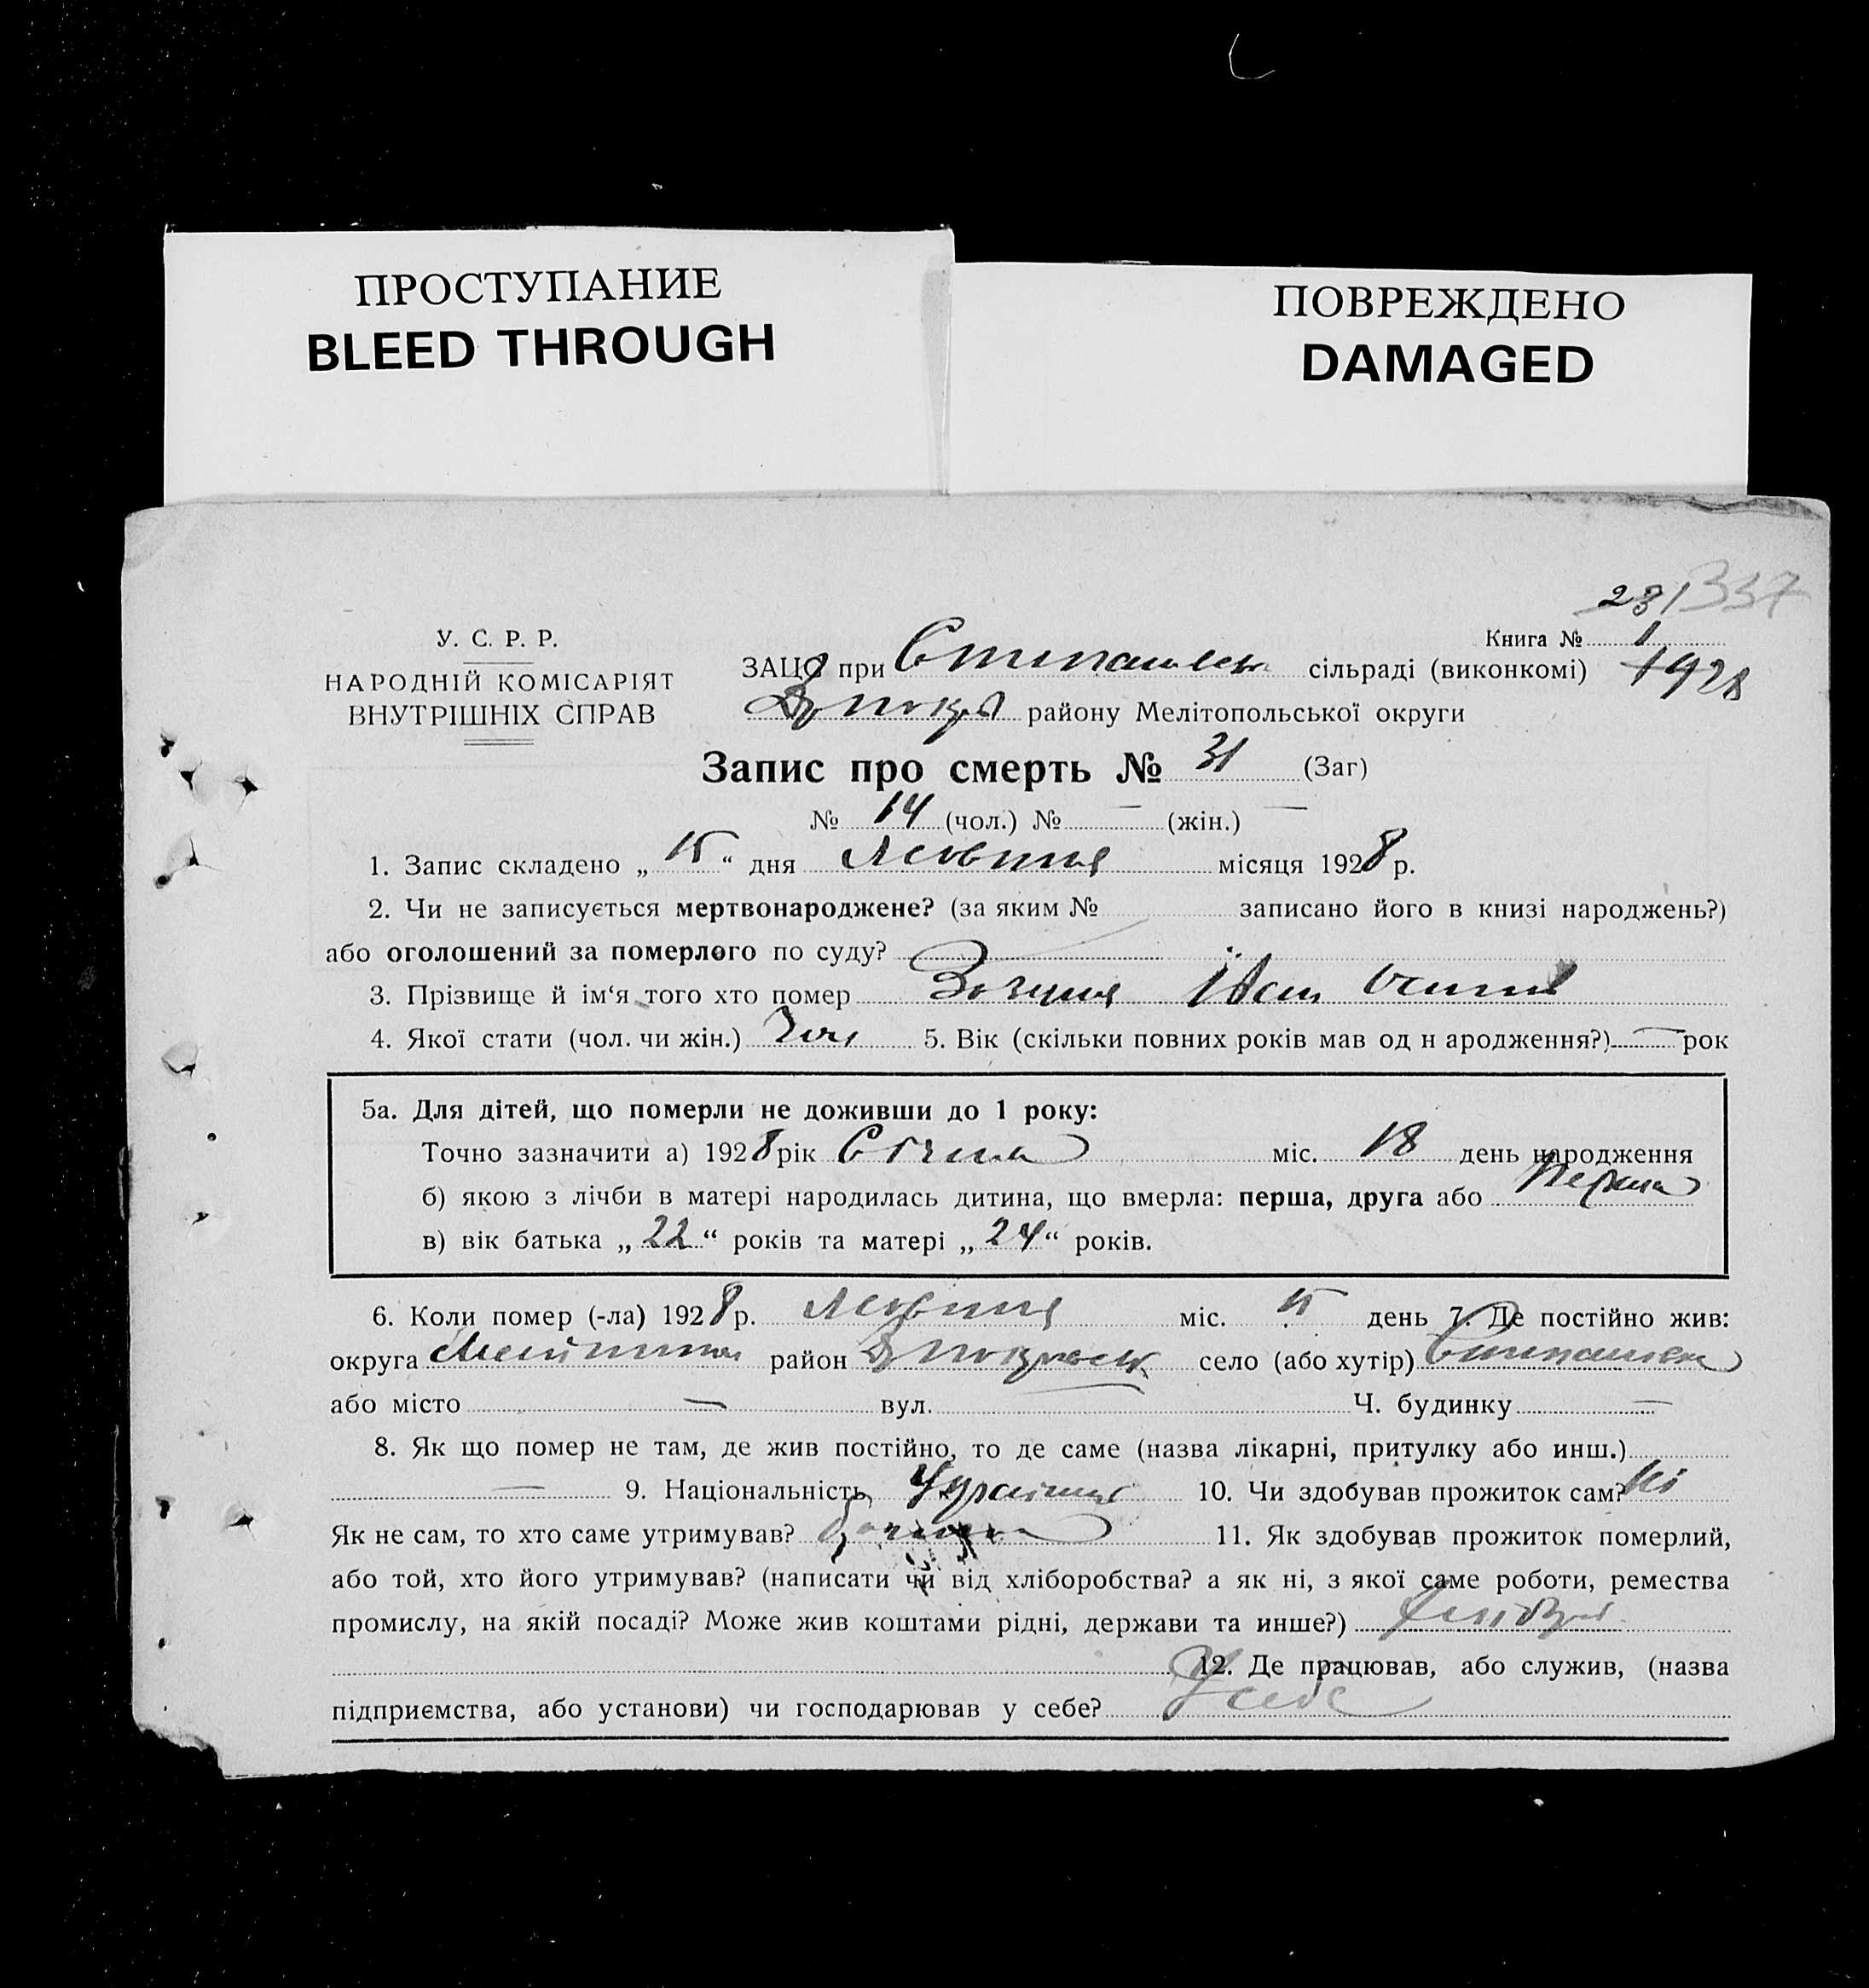 ПРОСТУПАНИЕ
BLEED THROUGH
ПОВРЕЖДЕНО
DAMAGED
337
Книга № 1
1928
У. С. Р. Р.
НАРОДНІЙ КОМІСАРІЯТ
ВНУТРІШНІХ СПРАВ
ЗАЦС при сільраді (виконкомі)
району Мелітопольської округи
Запис про смерть № 31 (Заг)
№ 14 (чол.) № — (жін.) —
1. Запис складено „ 15 “ дня місяця 1928 р.
2. Чи не записується мертвонароджене? (за яким № записано його в книзі народжень?)
або оголошений за померлого по суду?
3. Прізвище й ім‘я того хто помер Іван
4. Якої стати (чол. чи жін.) чол 5. Вік (скільки повних років мав од н ародження?) — рок
5а. Для дітей, що померли не доживши до 1 року:
Точно зазначити а) 1928 рік Січня міс. 18 день народження
б) якою з лічби в матері народилась дитина, що вмерла: перша, друга або перша
в) вік батька „ 22 “ років та матері „ 24 “ років.
6. Коли помер (-ла) 1928 р. міс. 15 день 7. Де постійно жив:
округа район село (або хутір)
або місто — вул. Ч. будинку —
8. Як що помер не там, де жив постійно, то де саме (назва лікарні, притулку або инш.)
— 9. Національність 10. Чи здобував прожиток сам? Ні
Як не сам, то хто саме утримував? 11. Як здобував прожиток померлий,
або той, хто його утримував? (написати чи від хліборобства? а як ні, з якої саме роботи, ремества
промислу, на якій посаді? Може жив коштами рідні, держави та инше?)
12. Де працював, або служив, (назва
підприємства, або установи) чи господарював у себе? У себе